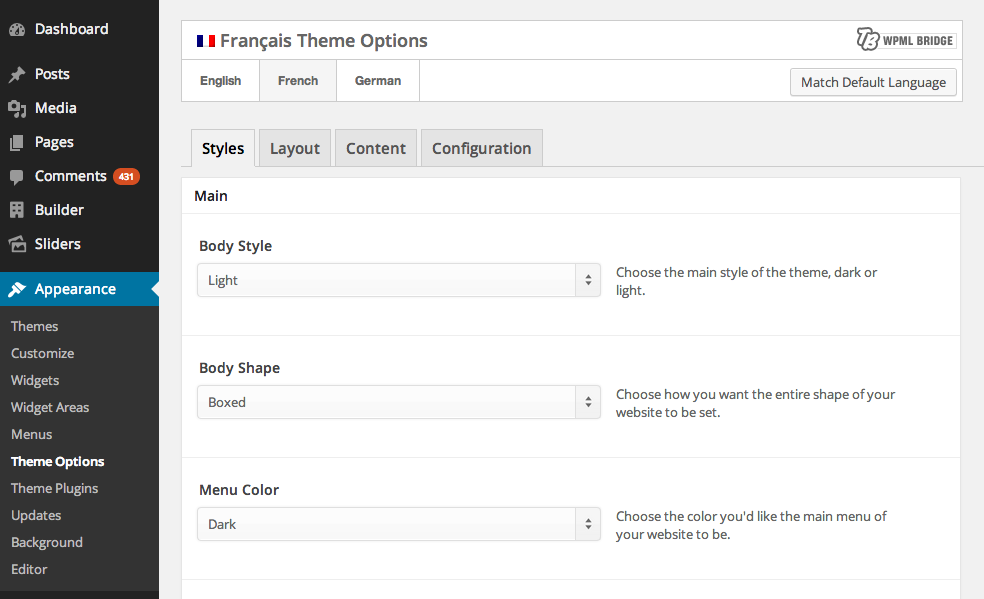 Dashboard
Posts
Media
Pages
Comments 431
Builder
Sliders
Appearance
Themes
Customize
Widgets
Widget Areas
Menus
Theme Options
Theme Plugins
Updates
Background
Editor
Français Theme Options
TB WPML BRIDGE
English French German
Match Default Language
Styles Layout Content Configuration
Main
Body Style
Light
Choose the main style of the theme, dark or
light.
Body Shape
Boxed
Choose how you want the entire shape of your
website to be set.
Menu Color
Dark
Choose the color you'd like the main menu of
your website to be.